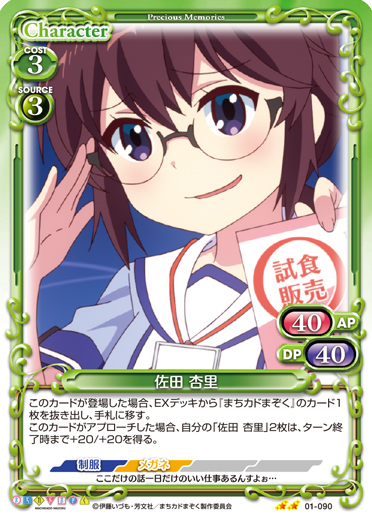 Precious Memories
Character
COST
3
SOURCE
3
試食
販売
40 AP
DP 40
佐田 杏里
このカードが登場した場合、EXデッキから『まちカドまぞく』のカード1
枚を抜き出し、手札に移す。
このカードがアプローチした場合、自分の「佐田 杏里」2枚は、ターン終
了時まで+20/+20を得る。
制服
メガネ
ここだけの話一日だけのいい仕事あるんすよぉ…
©伊藤いづも・芳文社/まちカドまぞく製作委員会
01-090